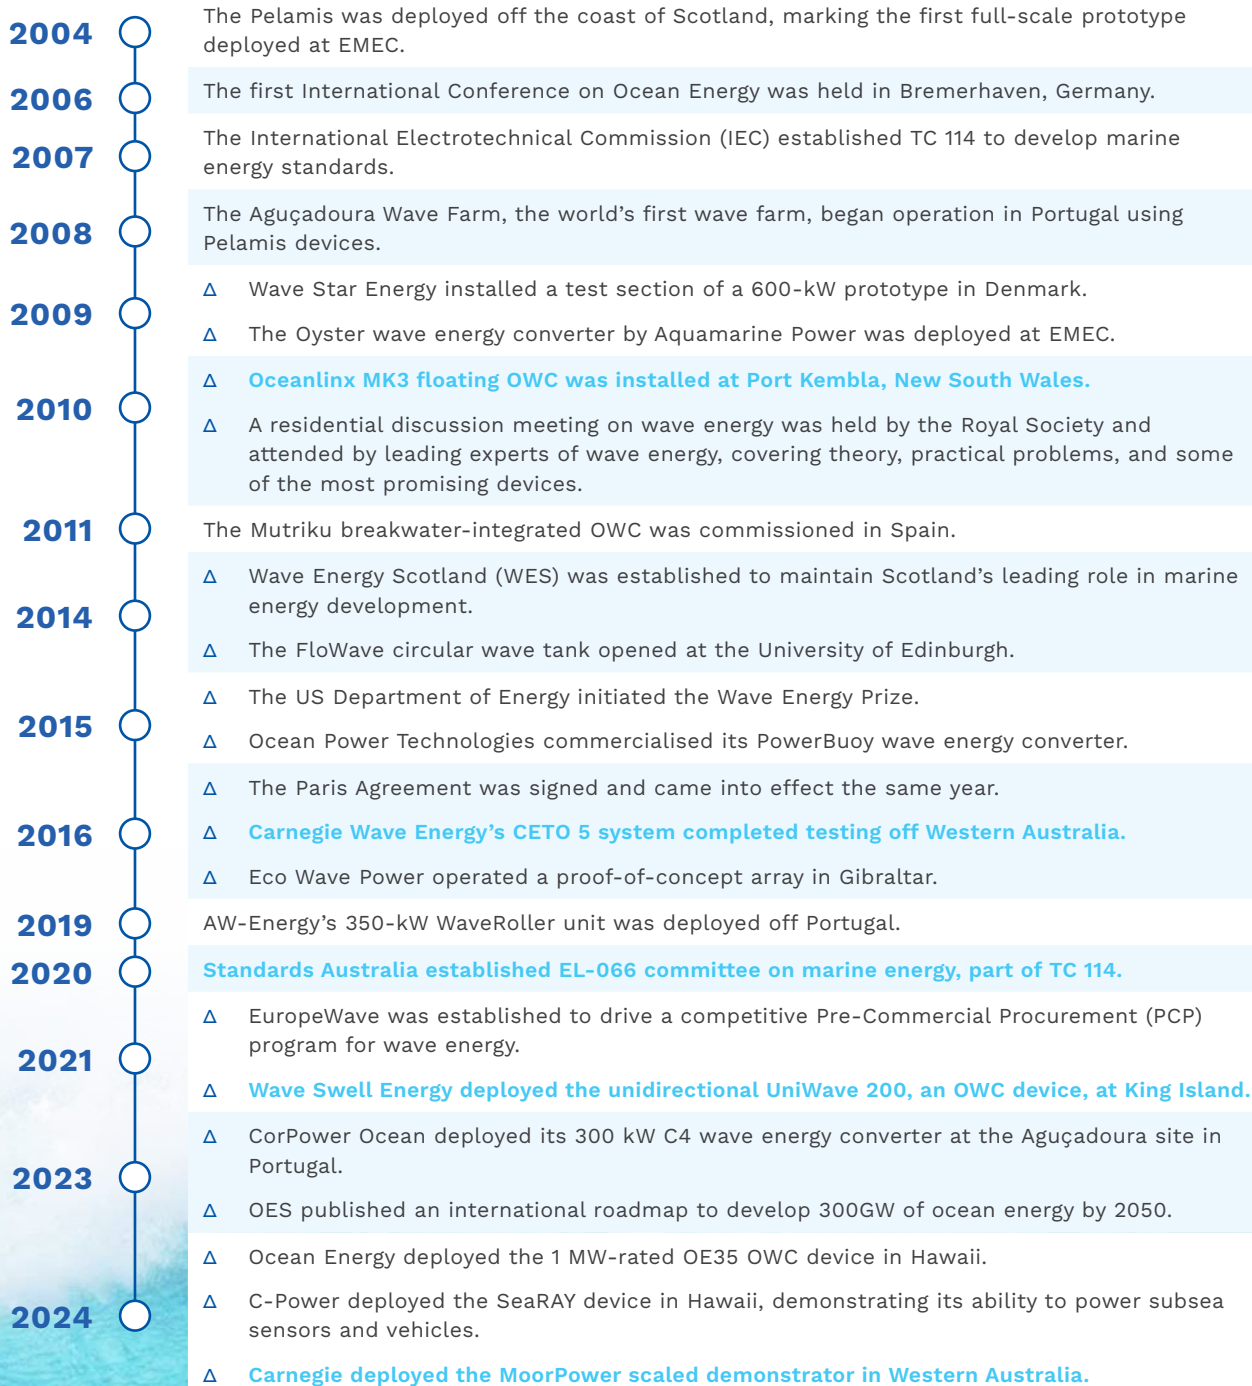 2004
The Pelamis was deployed off the coast of Scotland, marking the first full-scale prototype
deployed at EMEC.
2006
The first International Conference on Ocean Energy was held in Bremerhaven, Germany.
2007
The International Electrotechnical Commission (IEC) established TC 114 to develop marine
energy standards.
2008
The Aguçadoura Wave Farm, the world’s first wave farm, began operation in Portugal using
Pelamis devices.
2009
Δ Wave Star Energy installed a test section of a 600-kW prototype in Denmark.
Δ The Oyster wave energy converter by Aquamarine Power was deployed at EMEC.
2010
Δ Oceanlinx MK3 floating OWC was installed at Port Kembla, New South Wales.
Δ A residential discussion meeting on wave energy was held by the Royal Society and
attended by leading experts of wave energy, covering theory, practical problems, and some
of the most promising devices.
2011
The Mutriku breakwater-integrated OWC was commissioned in Spain.
2014
Δ Wave Energy Scotland (WES) was established to maintain Scotland’s leading role in marine
energy development.
Δ The FloWave circular wave tank opened at the University of Edinburgh.
2015
Δ The US Department of Energy initiated the Wave Energy Prize.
Δ Ocean Power Technologies commercialised its PowerBuoy wave energy converter.
2016
Δ The Paris Agreement was signed and came into effect the same year.
Δ Carnegie Wave Energy’s CETO 5 system completed testing off Western Australia.
Δ Eco Wave Power operated a proof-of-concept array in Gibraltar.
2019
AW-Energy’s 350-kW WaveRoller unit was deployed off Portugal.
2020
Standards Australia established EL-066 committee on marine energy, part of TC 114.
2021
Δ EuropeWave was established to drive a competitive Pre-Commercial Procurement (PCP)
program for wave energy.
Δ Wave Swell Energy deployed the unidirectional UniWave 200, an OWC device, at King Island.
2023
Δ CorPower Ocean deployed its 300 kW C4 wave energy converter at the Aguçadoura site in
Portugal.
Δ OES published an international roadmap to develop 300GW of ocean energy by 2050.
2024
Δ Ocean Energy deployed the 1 MW-rated OE35 OWC device in Hawaii.
Δ C-Power deployed the SeaRAY device in Hawaii, demonstrating its ability to power subsea
sensors and vehicles.
Δ Carnegie deployed the MoorPower scaled demonstrator in Western Australia.